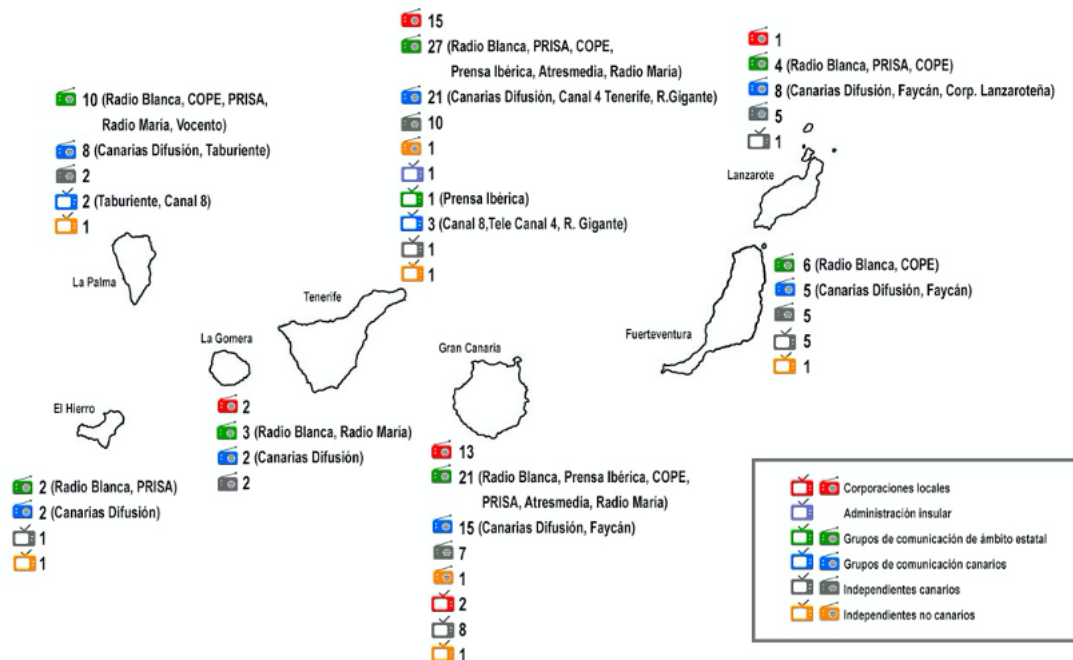 15
27 (Radio Blanca, PRISA, COPE,
Prensa Ibérica, Atresmedia, Radio María)
21 (Canarias Difusión, Canal 4 Tenerife, R.Gigante)
10
1
1
1 (Prensa Ibérica)
3 (Canal 8,Tele Canal 4, R. Gigante)
1
1
Tenerife
1
4 (Radio Blanca, PRISA, COPE)
8 (Canarias Difusión, Faycán, Corp. Lanzaroteña)
5
1
Lanzarote
10 (Radio Blanca, COPE, PRISA,
Radio María, Vocento)
8 (Canarias Difusión, Taburiente)
2
2 (Taburiente, Canal 8)
1
La Palma
6 (Radio Blanca, COPE)
5 (Canarias Difusión, Faycán)
5
5
1
Fuerteventura
La Gomera
2
3 (Radio Blanca, Radio María)
2 (Canarias Difusión)
2
Gran Canaria
13
21 (Radio Blanca, Prensa Ibérica, COPE,
PRISA, Atresmedia, Radio María)
15 (Canarias Difusión, Faycán)
7
1
2
8
1
El Hierro
2 (Radio Blanca, PRISA)
2 (Canarias Difusión)
1
1
Corporaciones locales
Administración insular
Grupos de comunicación de ámbito estatal
Grupos de comunicación canarios
Independientes canarios
Independientes no canarios